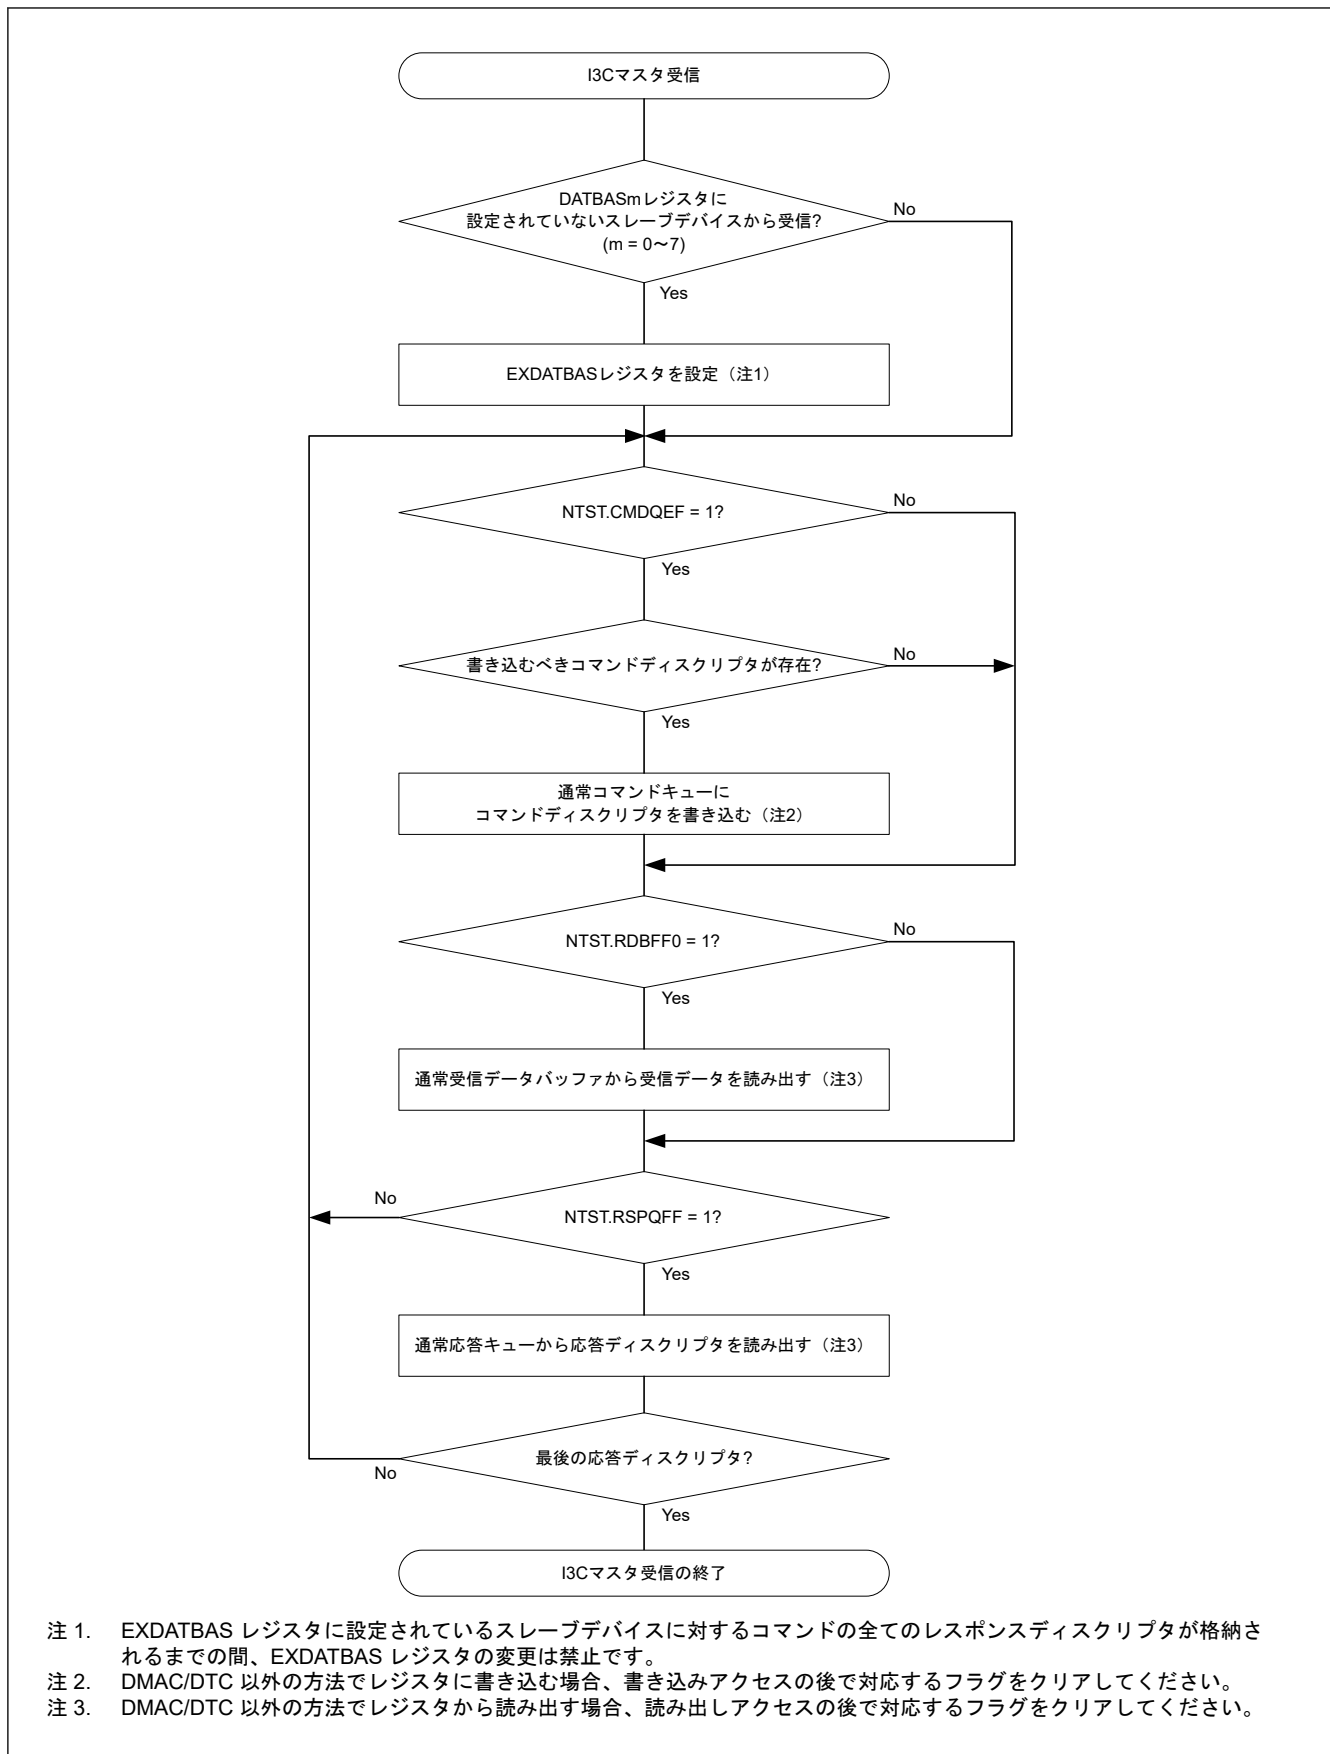 I3Cマスタ受信
DATBASmレジスタに
設定されていないスレーブデバイスから受信?
(m = 0～7)
No
Yes
EXDATBASレジスタを設定（注1）
NTST.CMDQEF = 1?
No
Yes
書き込むべきコマンドディスクリプタが存在?
No
Yes
通常コマンドキューに
コマンドディスクリプタを書き込む（注2）
NTST.RDBFF0 = 1?
No
Yes
通常受信データバッファから受信データを読み出す（注3）
No
NTST.RSPQFF = 1?
Yes
通常応答キューから応答ディスクリプタを読み出す（注3）
最後の応答ディスクリプタ?
No
Yes
I3Cマスタ受信の終了
注 1. EXDATBAS レジスタに設定されているスレーブデバイスに対するコマンドの全てのレスポンスディスクリプタが格納さ
れるまでの間、EXDATBAS レジスタの変更は禁止です。
注 2. DMAC/DTC 以外の方法でレジスタに書き込む場合、書き込みアクセスの後で対応するフラグをクリアしてください。
注 3. DMAC/DTC 以外の方法でレジスタから読み出す場合、読み出しアクセスの後で対応するフラグをクリアしてください。